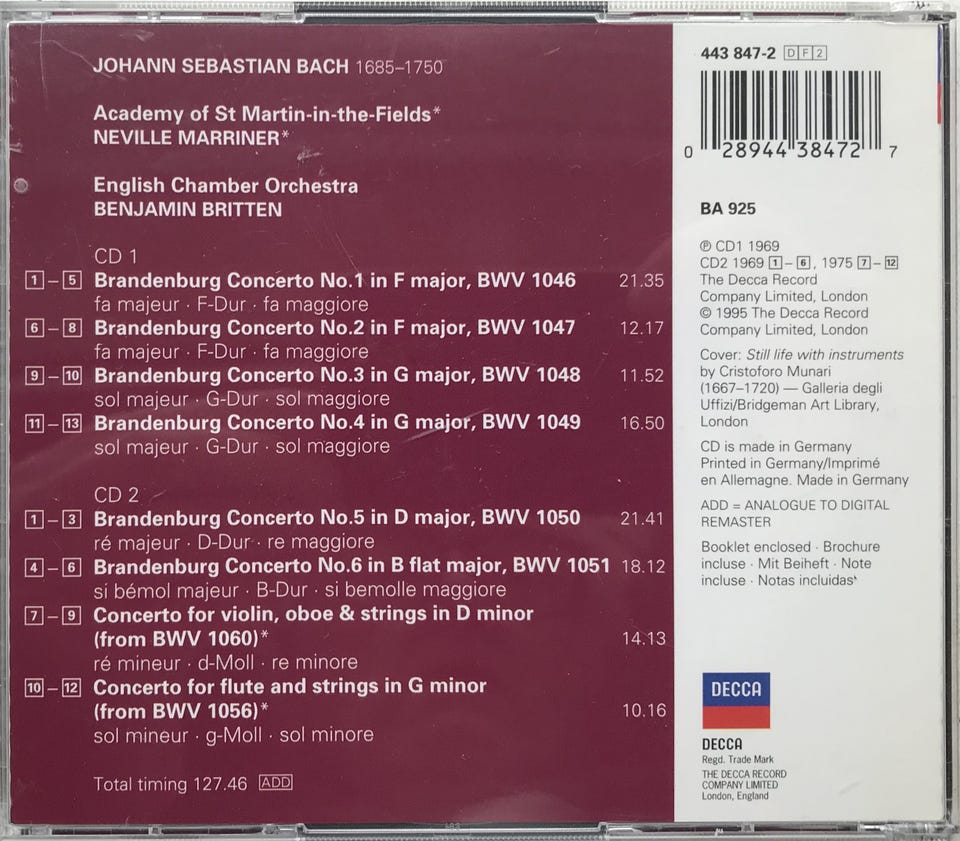 JOHANN SEBASTIAN BACH 1685–1750
Academy of St Martin-in-the-Fields*
NEVILLE MARRINER*
English Chamber Orchestra
BENJAMIN BRITTEN
CD 1
1 – 5 Brandenburg Concerto No.1 in F major, BWV 1046 21.35
fa majeur · F-Dur · fa maggiore
6 – 8 Brandenburg Concerto No.2 in F major, BWV 1047 12.17
fa majeur · F-Dur · fa maggiore
9 – 10 Brandenburg Concerto No.3 in G major, BWV 1048 11.52
sol majeur · G-Dur · sol maggiore
11 – 13 Brandenburg Concerto No.4 in G major, BWV 1049 16.50
sol majeur · G-Dur · sol maggiore
CD 2
1 – 3 Brandenburg Concerto No.5 in D major, BWV 1050 21.41
ré majeur · D-Dur · re maggiore
4 – 6 Brandenburg Concerto No.6 in B flat major, BWV 1051 18.12
si bémol majeur · B-Dur · si bemolle maggiore
7 – 9 Concerto for violin, oboe & strings in D minor
(from BWV 1060)* 14.13
ré mineur · d-Moll · re minore
10 – 12 Concerto for flute and strings in G minor
(from BWV 1056)* 10.16
sol mineur · g-Moll · sol minore
Total timing 127.46 ADD
443 847-2 D F 2
0 28944 38472 7
BA 925
℗ CD1 1969
CD2 1969 1 – 6, 1975 7 – 12
The Decca Record
Company Limited, London
© 1995 The Decca Record
Company Limited, London
Cover: Still life with instruments
by Cristoforo Munari
(1667–1720) — Galleria degli
Uffizi/Bridgeman Art Library,
London
CD is made in Germany
Printed in Germany/Imprimé
en Allemagne. Made in Germany
ADD = ANALOGUE TO DIGITAL
REMASTER
Booklet enclosed · Brochure
incluse · Mit Beiheft · Note
incluse · Notas incluidas
DECCA
DECCA
Regd. Trade Mark
THE DECCA RECORD
COMPANY LIMITED
London, England